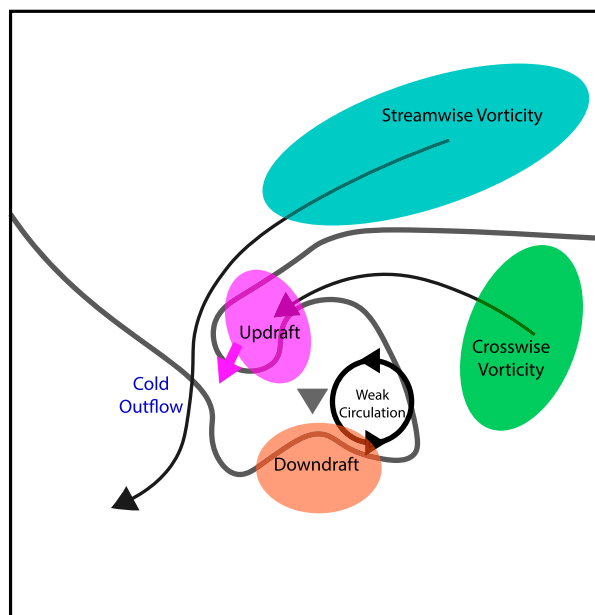 Streamwise Vorticity
Updraft
Crosswise
Vorticity
Cold
Outflow
Weak
Circulation
Downdraft